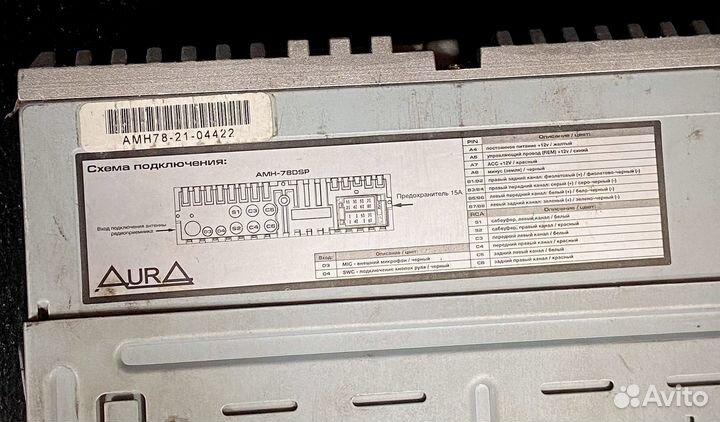 AMH78-21-04422
Схема подключения:
AMH-78DSP
Предохранитель 15А
Вход подключения антенны
радиоприемника
S1 C3 C5
D3 D4 S2 C4 C6
AURA
Вход: Описание / цвет:
D3 MIC - внешний микрофон / черный
D4 SWC - подключение кнопок руля / черный
PIN Описание / цвет:
A4 постоянное питание +12v / желтый
A5 управляющий провод (REM) +12v / синий
A7 ACC +12V / красный
A8 минус (земля) / черный
B1/B2 правый задний канал: фиолетовый (+) / фиолетово-черный (-)
B3/B4 правый передний канал: серый (+) / серо-черный (-)
B5/B6 левый передний канал: белый (+) / бело-черный (-)
B7/B8 левый задний канал: зеленый (+) / зелено-черный (-)
RCA Описание / цвет:
S1 сабвуфер, левый канал / белый
S2 сабвуфер, правый канал / красный
C3 передний левый канал / белый
C4 передний правый канал / красный
C5 задний левый канал / белый
C6 задний правый канал / красный
Avito